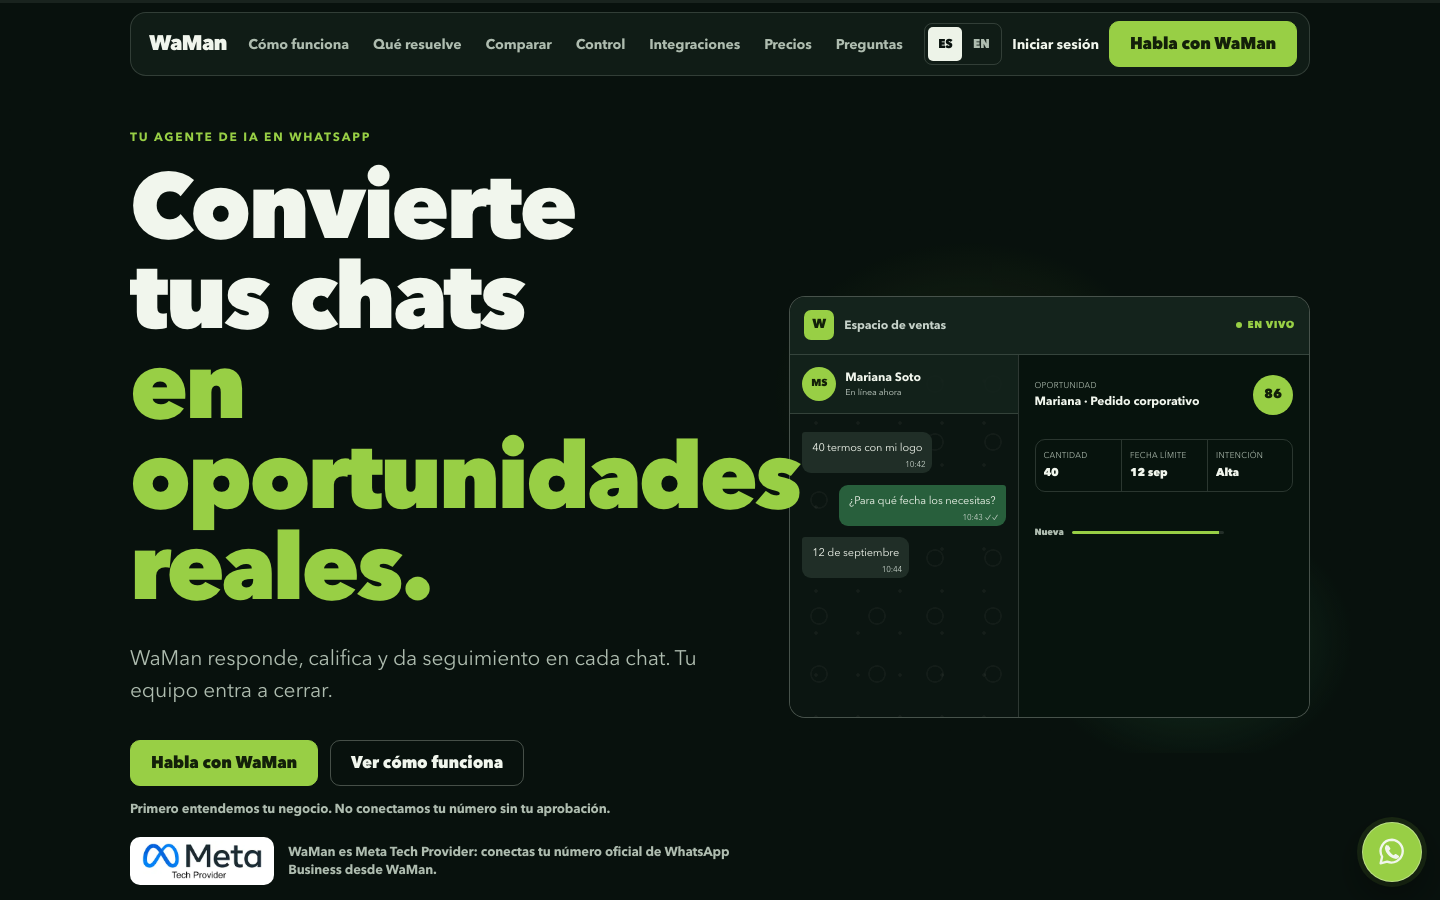 WaMan Cómo funciona Qué resuelve Comparar Control Integraciones Precios Preguntas ES EN Iniciar sesión Habla con WaMan
TU AGENTE DE IA EN WHATSAPP
Convierte
tus chats
en
oportunidades
reales.
WaMan responde, califica y da seguimiento en cada chat. Tu
equipo entra a cerrar.
Habla con WaMan Ver cómo funciona
Primero entendemos tu negocio. No conectamos tu número sin tu aprobación.
Meta
Tech Provider
WaMan es Meta Tech Provider: conectas tu número oficial de WhatsApp
Business desde WaMan.
W Espacio de ventas EN VIVO
MS Mariana Soto
En línea ahora
40 termos con mi logo
10:42
¿Para qué fecha los necesitas?
10:43
12 de septiembre
10:44
OPORTUNIDAD
Mariana · Pedido corporativo
86
CANTIDAD FECHA LÍMITE INTENCIÓN
40 12 sep Alta
Nueva